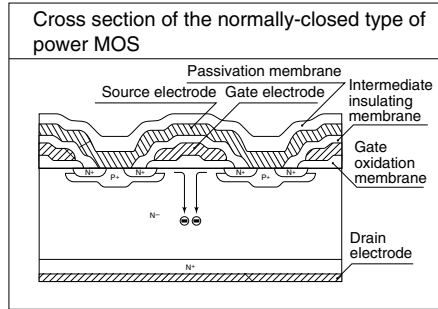 Cross section of the normally-closed type of
power MOS
Passivation membrane
Source electrode
Gate electrode
Intermediate
insulating
membrane
Gate
oxidation
membrane
N+
N+
N+
N+
P+
P+
N−
N+
Drain
electrode